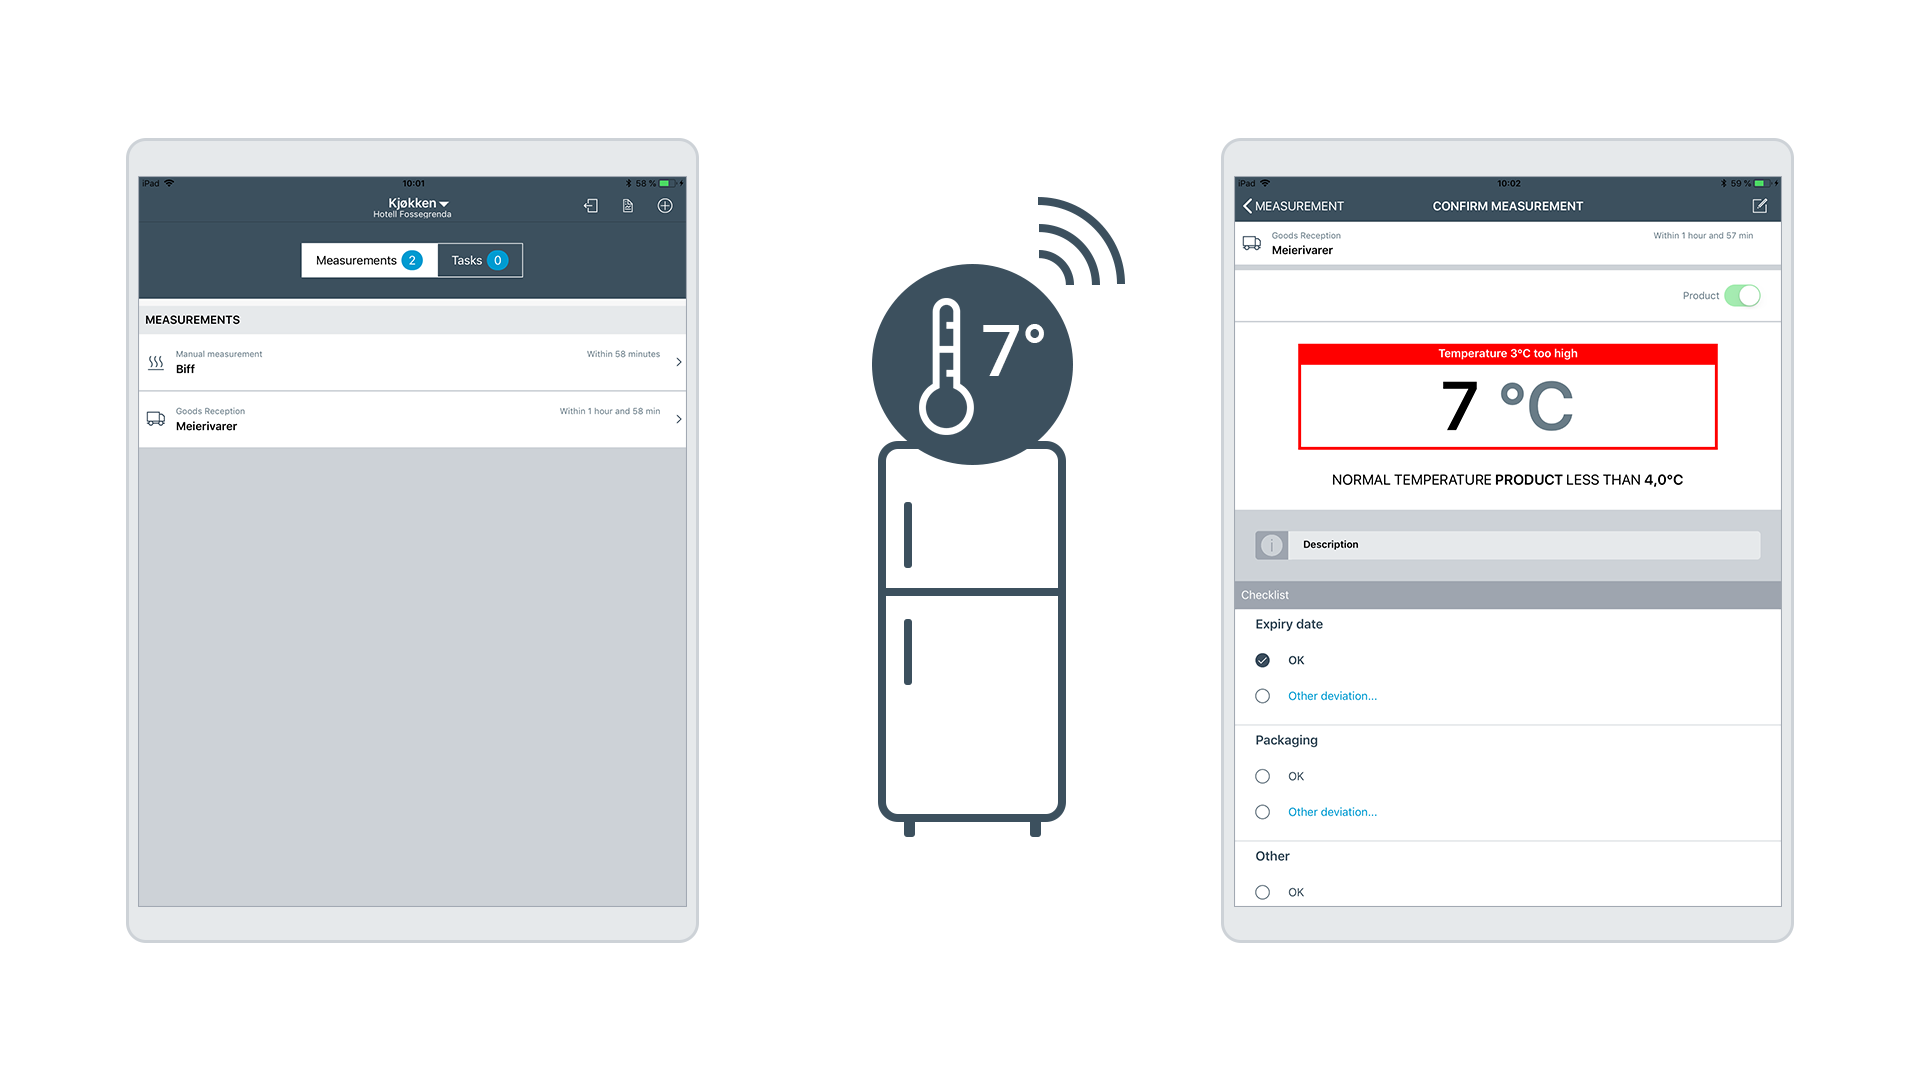 iPad
10:01
58 %
Kjøkken
Hotell Fossegrenda
Measurements 2
Tasks 0
MEASUREMENTS
Manual measurement
Within 58 minutes
Biff
Goods Reception
Within 1 hour and 58 min
Meierivarer
7°
iPad
10:02
59 %
MEASUREMENT
CONFIRM MEASUREMENT
Goods Reception
Within 1 hour and 57 min
Meierivarer
Product
Temperature 3°C too high
7 °C
NORMAL TEMPERATURE PRODUCT LESS THAN 4,0°C
i
Description
Checklist
Expiry date
OK
Other deviation...
Packaging
OK
Other deviation...
Other
OK